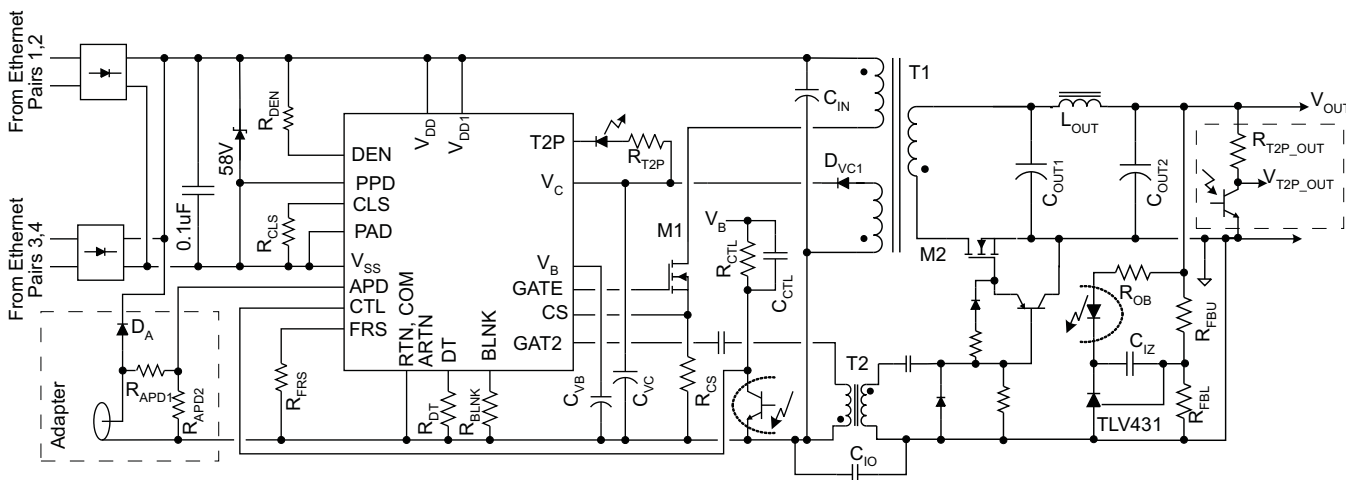 From Ethernet
Pairs 1,2
From Ethernet
Pairs 3,4
0.1uF
58V
R_DEN
R_CLS
V_DD
V_DD1
DEN
PPD
CLS
PAD
V_SS
APD
CTL
FRS
RTN, COM
ARTN
DT
BLNK
T2P
V_C
V_B
GATE
CS
GAT2
R_T2P
D_VC1
C_IN
T1
M1
V_B
R_CTL
C_CTL
R_CS
C_VB
C_VC
R_FRS
R_DT
R_BLNK
Adapter
D_A
R_APD1
R_APD2
T2
C_IO
M2
L_OUT
C_OUT1
C_OUT2
V_OUT
R_T2P_OUT
V_T2P_OUT
R_OB
R_FBU
C_IZ
R_FBL
TLV431